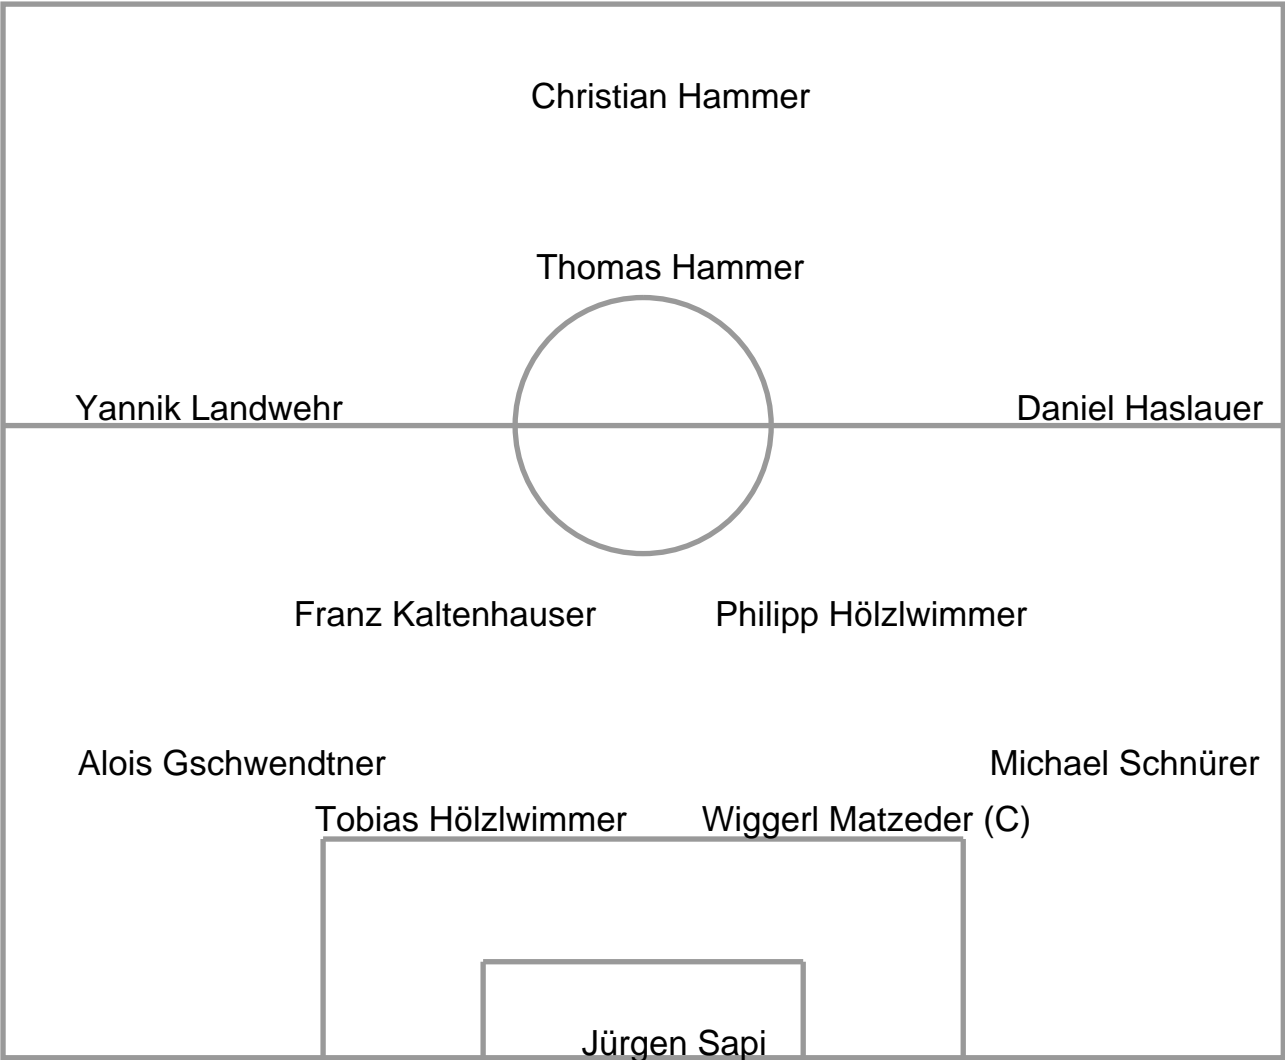 Christian Hammer
Thomas Hammer
Yannik Landwehr
Daniel Haslauer
Franz Kaltenhauser
Philipp Hölzlwimmer
Alois Gschwendtner
Michael Schnürer
Tobias Hölzlwimmer
Wiggerl Matzeder (C)
Jürgen Sapi